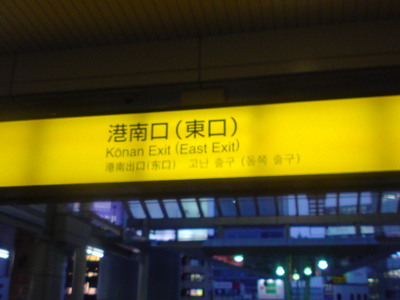 港南口（東口）
Kōnan Exit (East Exit)
港南出口（东口） 고난 출구 (동쪽 출구)